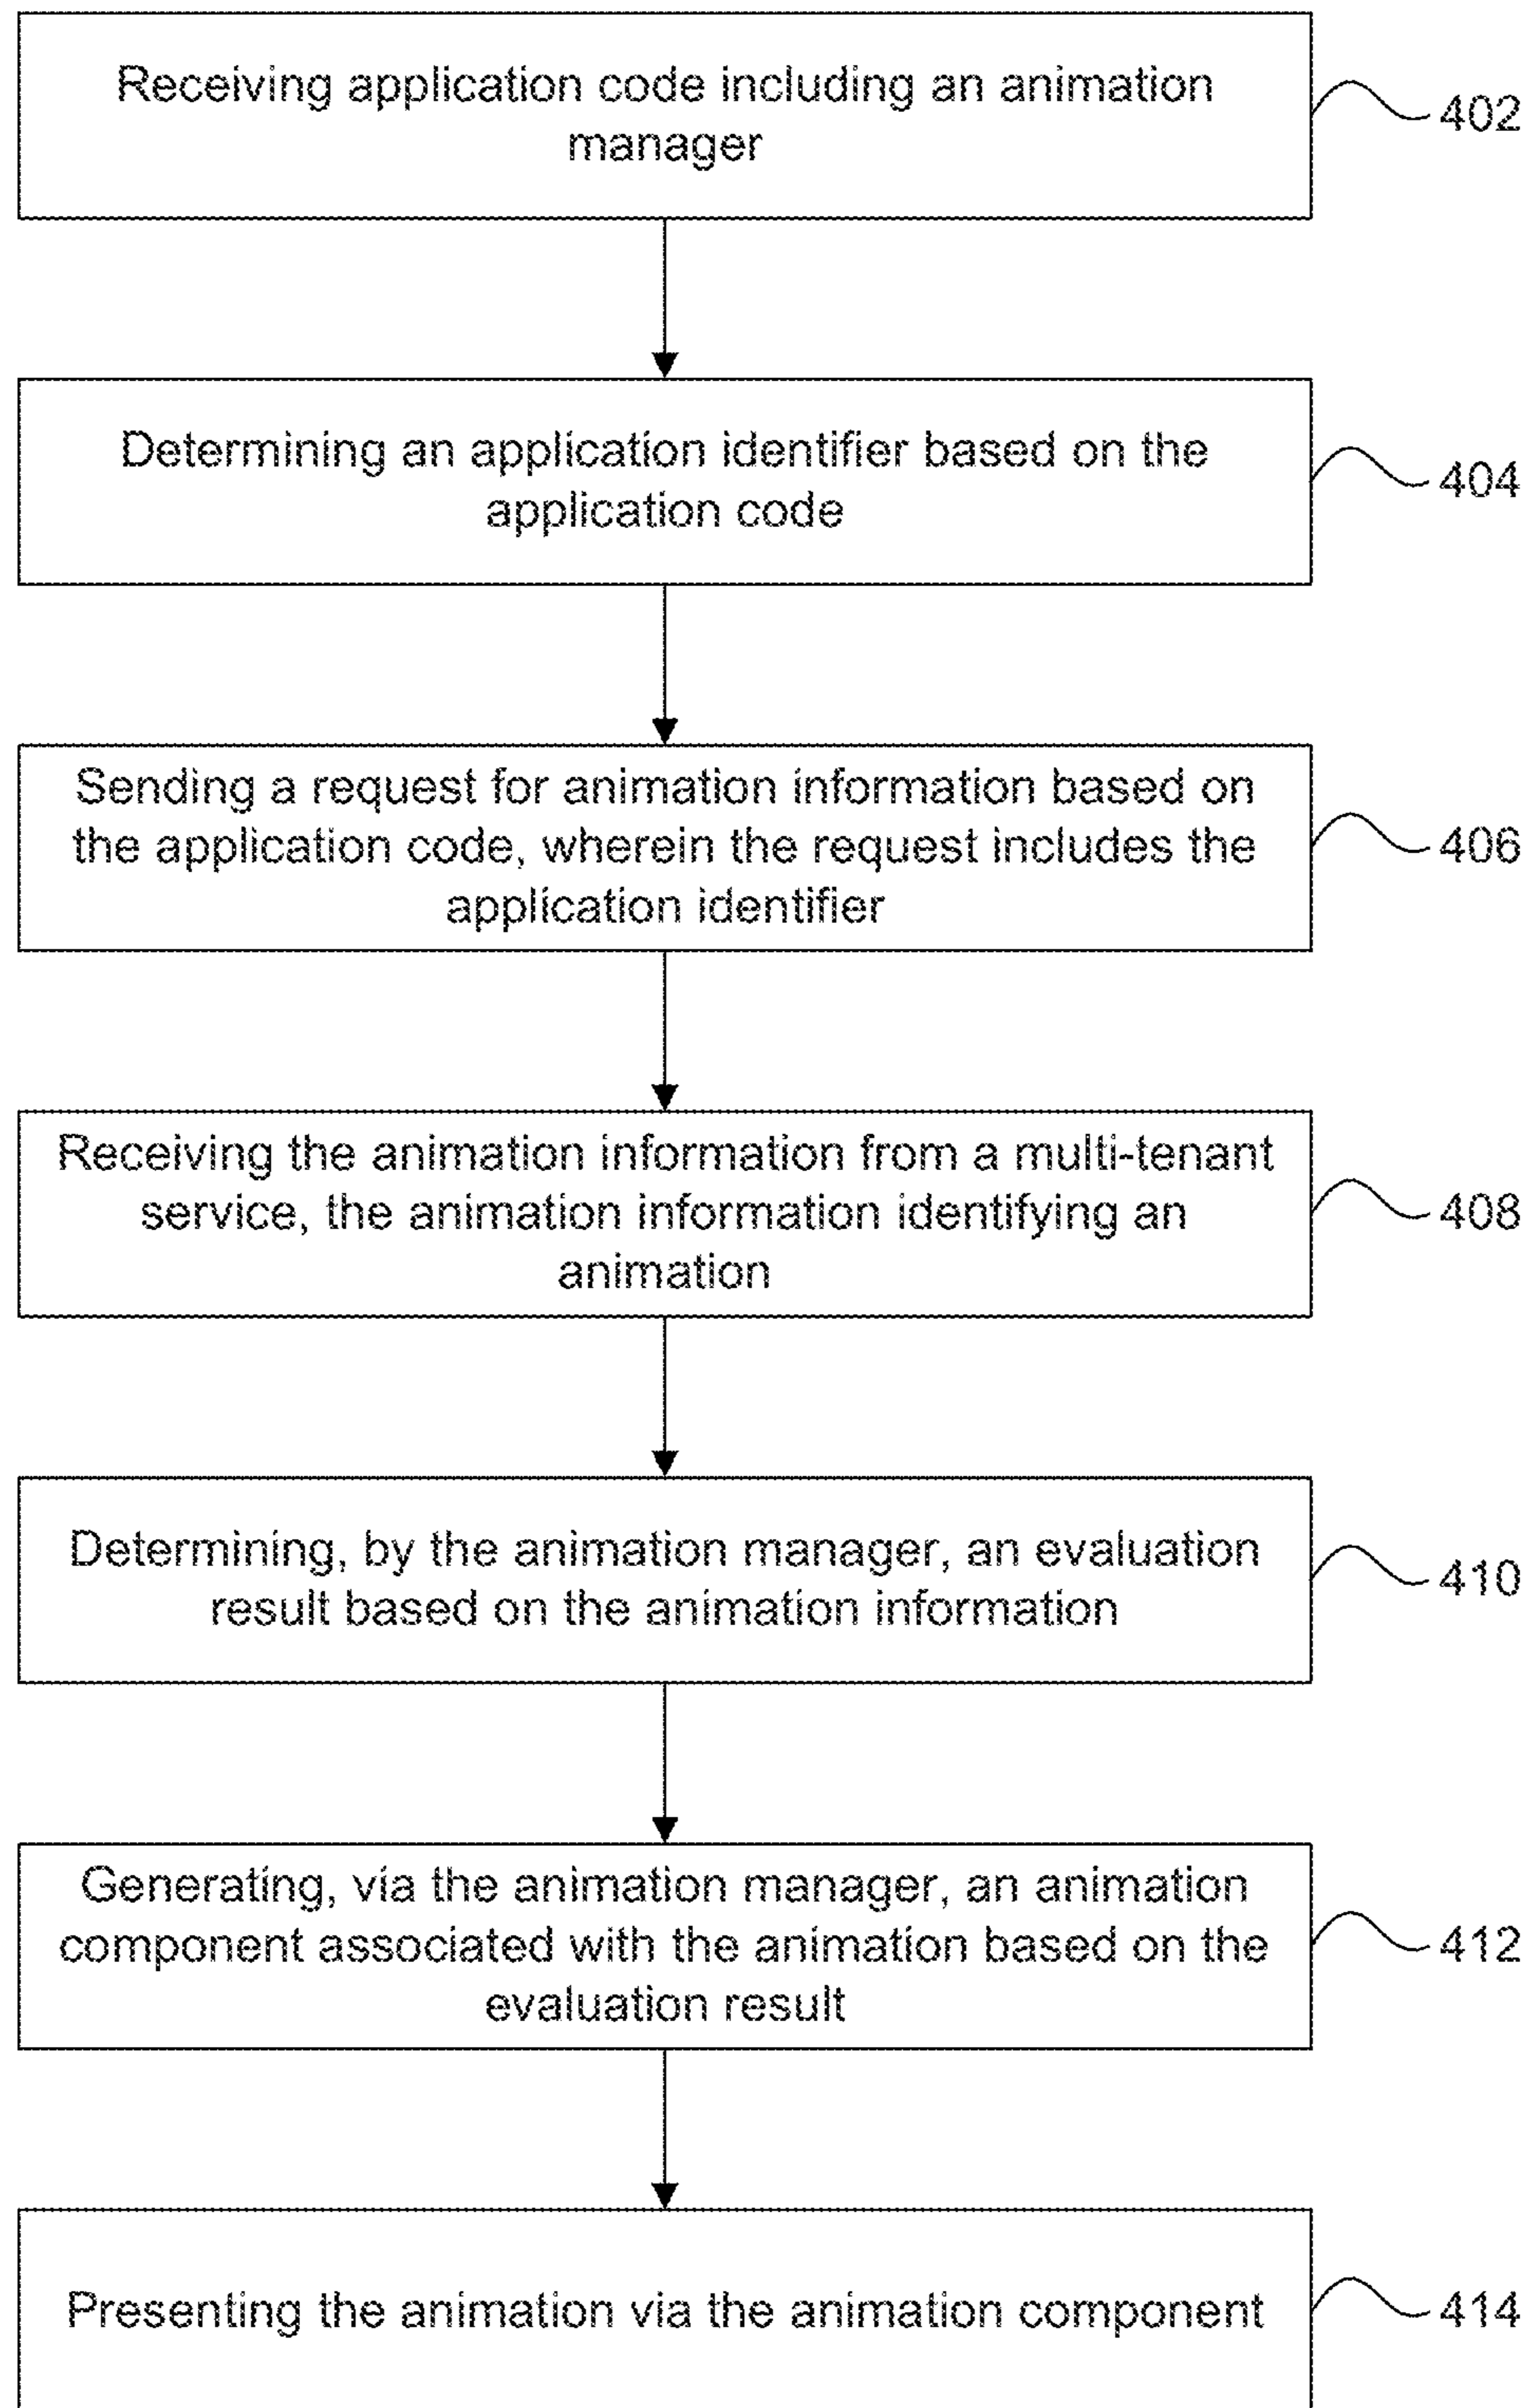 Receiving application code including an animation
manager
402
Determining an application identifier based on the
application code
404
Sending a request for animation information based on
the application code, wherein the request includes the
application identifier
406
Receiving the animation information from a multi-tenant
service, the animation information identifying an
animation
408
Determining, by the animation manager, an evaluation
result based on the animation information
410
Generating, via the animation manager, an animation
component associated with the animation based on the
evaluation result
412
Presenting the animation via the animation component
414